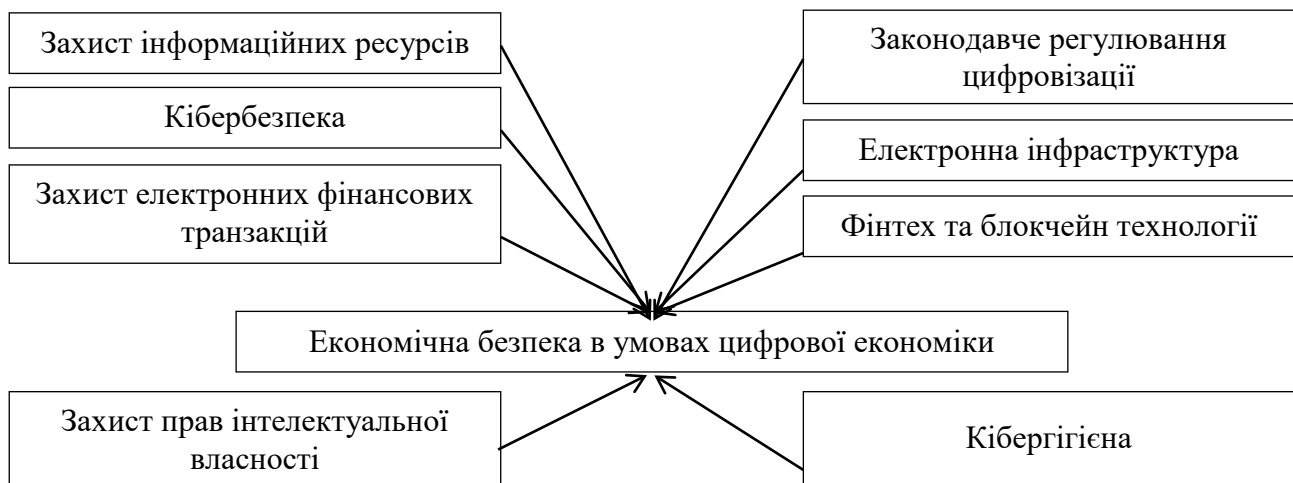 Захист інформаційних ресурсів
Кібербезпека
Захист електронних фінансових
транзакцій
Законодавче регулювання
цифровізації
Електронна інфраструктура
Фінтех та блокчейн технології
Економічна безпека в умовах цифрової економіки
Захист прав інтелектуальної
власності
Кібергігієна